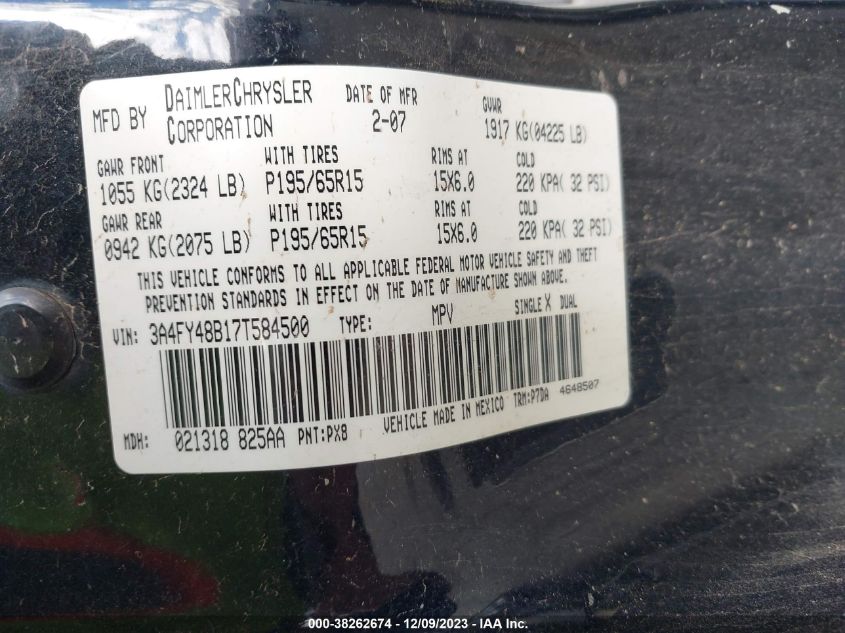 MFD BY DAIMLERCHRYSLER CORPORATION DATE OF MFR 2-07 GVWR 1917 KG(04225 LB)
GAWR FRONT WITH TIRES RIMS AT COLD
1055 KG(2324 LB) P195/65R15 15X6.0 220 KPA( 32 PSI)
GAWR REAR WITH TIRES RIMS AT COLD
0942 KG(2075 LB) P195/65R15 15X6.0 220 KPA( 32 PSI)
THIS VEHICLE CONFORMS TO ALL APPLICABLE FEDERAL MOTOR VEHICLE SAFETY AND THEFT
PREVENTION STANDARDS IN EFFECT ON THE DATE OF MANUFACTURE SHOWN ABOVE.
VIN: 3A4FY48B17T584500 TYPE: MPV SINGLE X DUAL
MDH: 021318 825AA PNT:PX8 VEHICLE MADE IN MEXICO TRM:P7DA 4648507
000-38262674 - 12/09/2023 - IAA Inc.